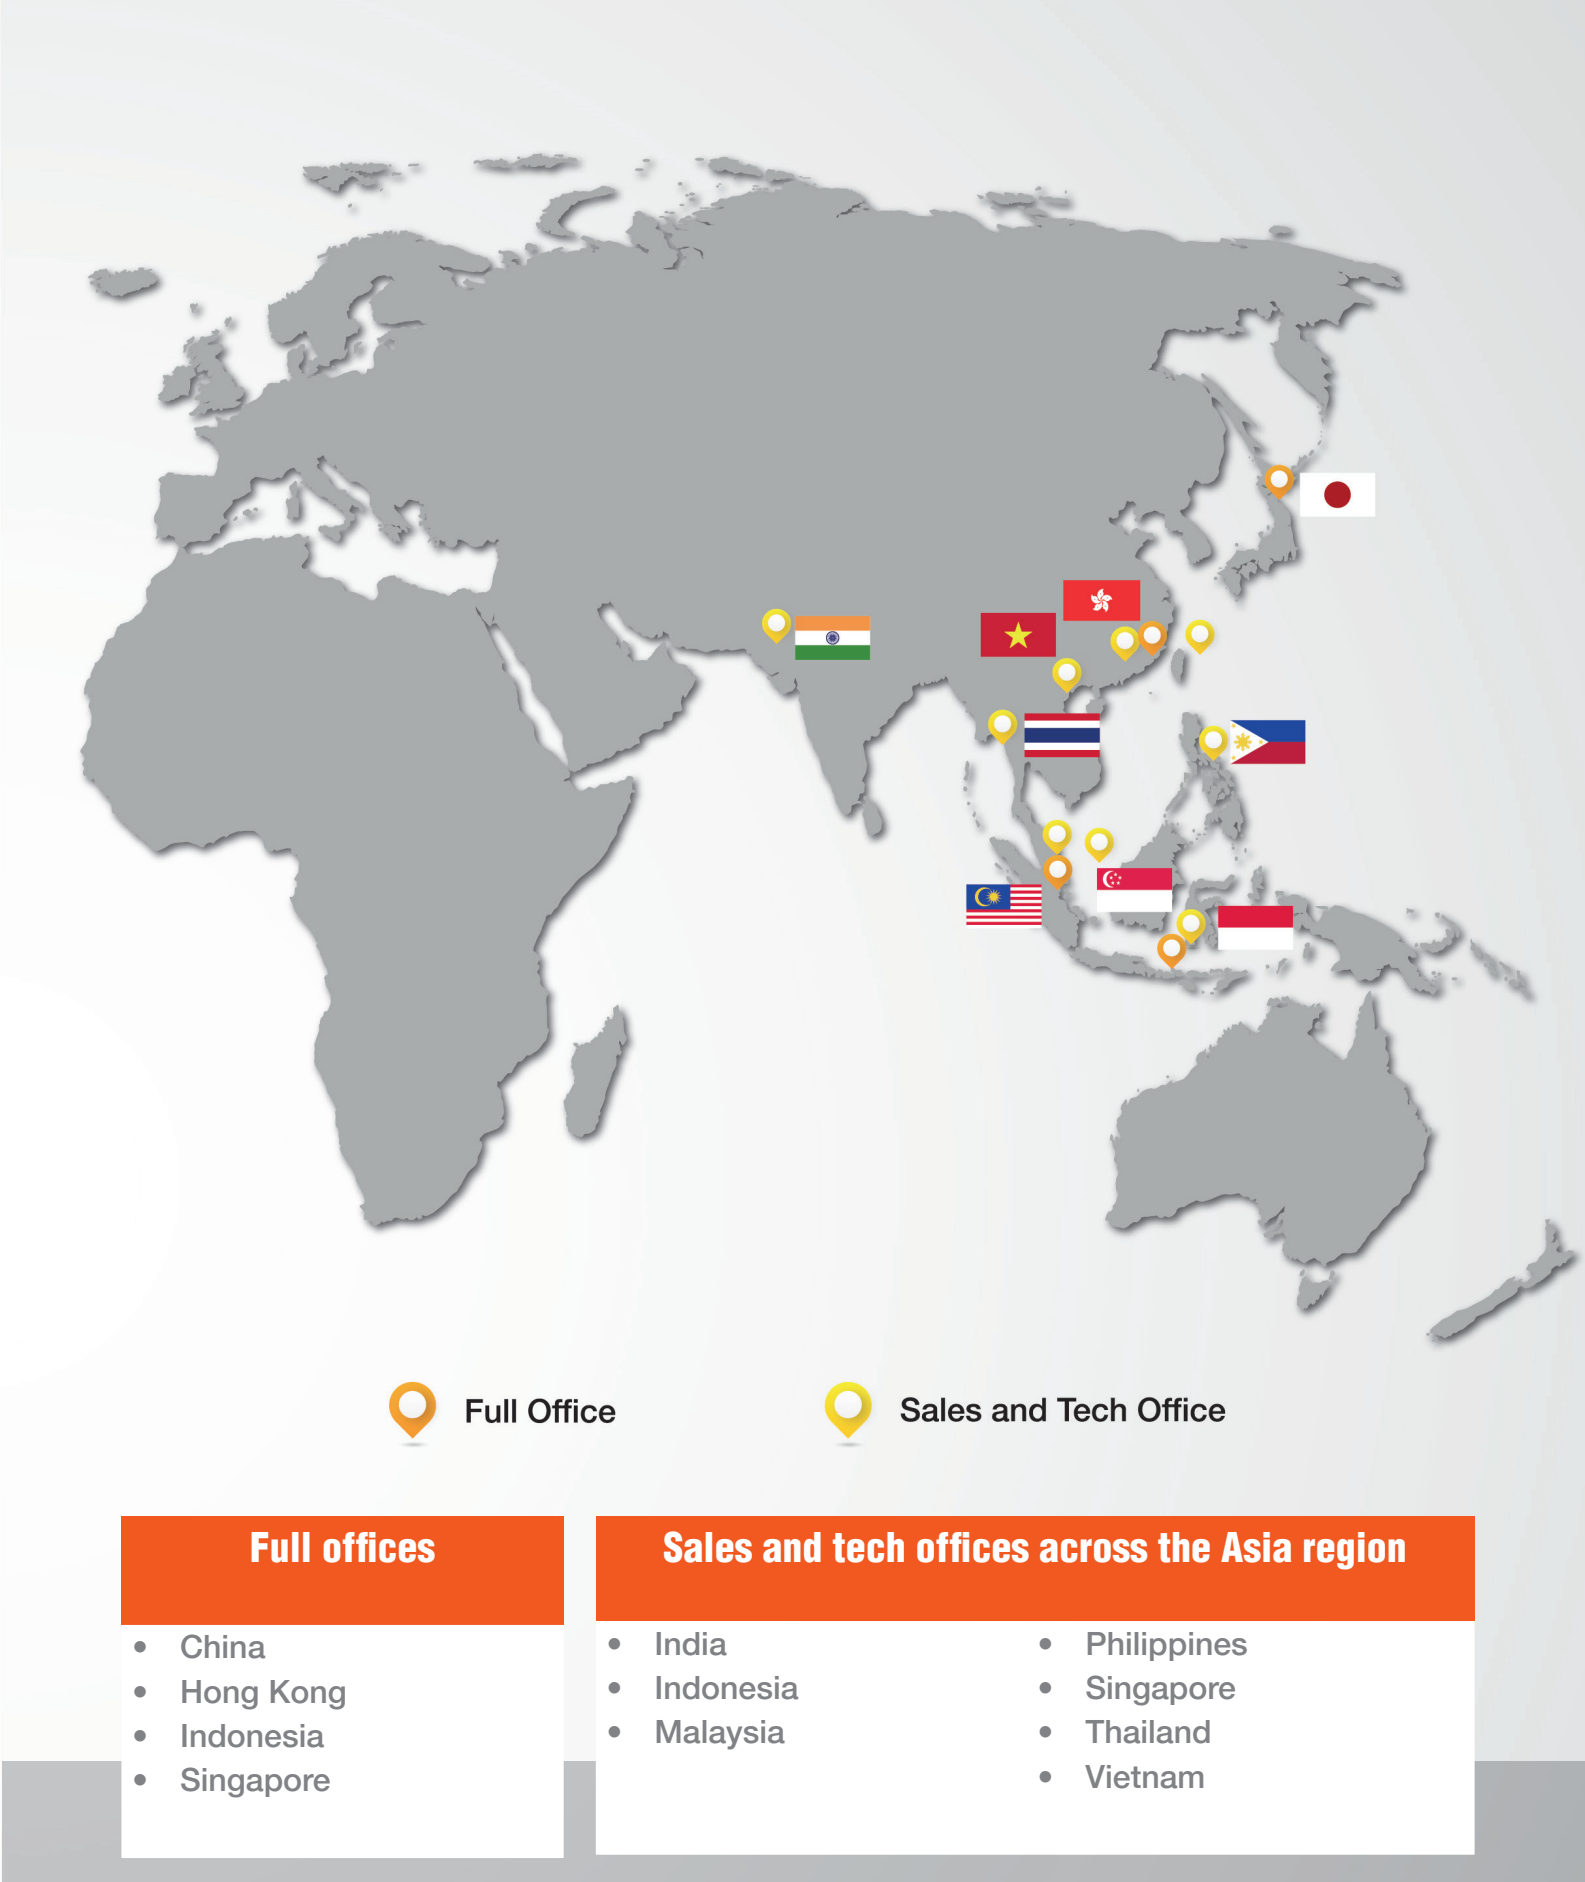 Full Office
Sales and Tech Office
Full offices
• China
• Hong Kong
• Indonesia
• Singapore
Sales and tech offices across the Asia region
• India
• Indonesia
• Malaysia
• Philippines
• Singapore
• Thailand
• Vietnam